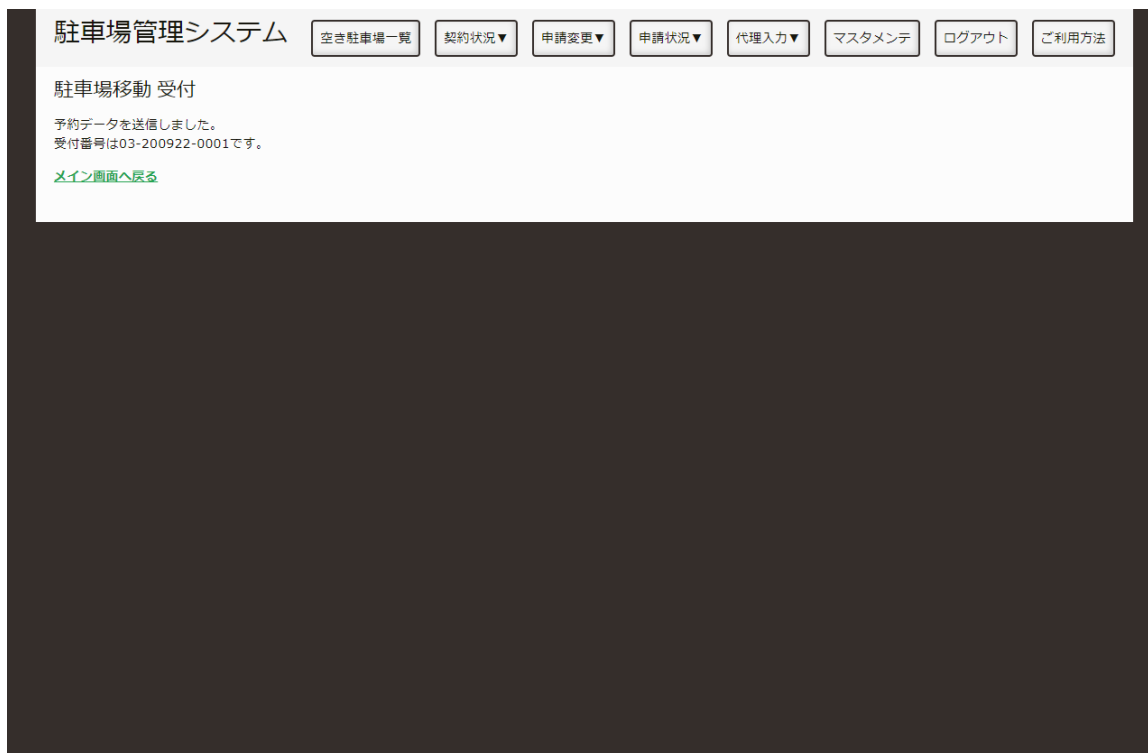 駐車場管理システム 空き駐車場一覧 契約状況▼ 申請変更▼ 申請状況▼ 代理入力▼ マスタメンテ ログアウト ご利用方法
駐車場移動 受付
予約データを送信しました。
受付番号は03-200922-0001です。
メイン画面へ戻る